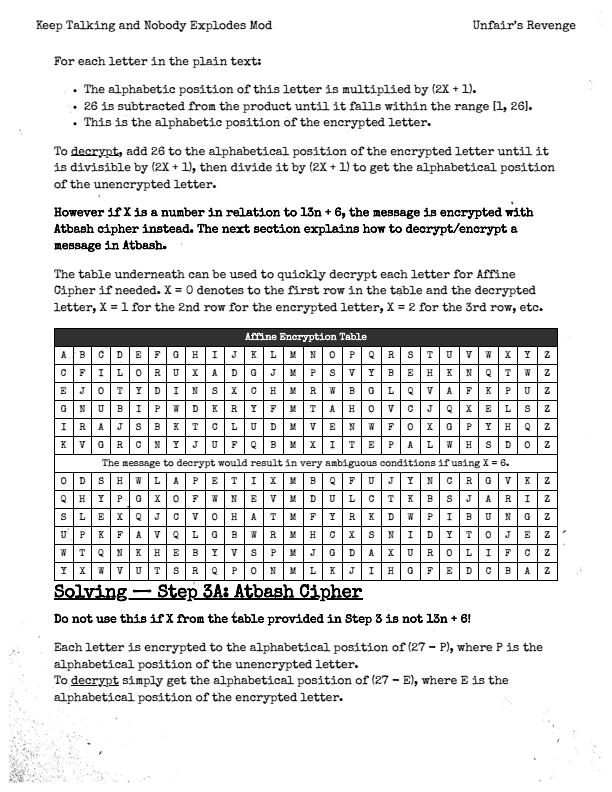 Keep Talking and Nobody Explodes Mod Unfair's Revenge
For each letter in the plain text:
• The alphabetic position of this letter is multiplied by (2X + 1).
• 26 is subtracted from the product until it falls within the range [1, 26].
• This is the alphabetic position of the encrypted letter.
To decrypt, add 26 to the alphabetical position of the encrypted letter until it
is divisible by (2X + 1), then divide it by (2X + 1) to get the alphabetical position
of the unencrypted letter.
However if X is a number in relation to 13n + 6, the message is encrypted with
Atbash cipher instead. The next section explains how to decrypt/encrypt a
message in Atbash.
The table underneath can be used to quickly decrypt each letter for Affine
Cipher if needed. X = 0 denotes to the first row in the table and the decrypted
letter, X = 1 for the 2nd row for the encrypted letter, X = 2 for the 3rd row, etc.
Affine Encryption Table
A B C D E F G H I J K L M N O P Q R S T U V W X Y Z
C F I L O R U X A D G J M P S V Y B E H K N Q T W Z
E J O T Y D I N S X C H M R W B G L Q V A F K P U Z
G N U B I P W D K R Y F M T A H O V C J Q X E L S Z
I R A J S B K T C L U D M V E N W F O X G P Y H Q Z
K V G R C N Y J U F Q B M X I T E P A L W H S D O Z
The message to decrypt would result in very ambiguous conditions if using X = 6.
O D S H W L A P E T I X M B Q F U J Y N C R G V K Z
Q H Y P G X O F W N E V M D U L C T K B S J A R I Z
S L E X Q J C V O H A T M F Y R K D W P I B U N G Z
U P K F A V Q L G B W R M H C X S N I D Y T O J E Z
W T Q N K H E B Y V S P M J G D A X U R O L I F C Z
Y X W V U T S R Q P O N M L K J I H G F E D C B A Z
Solving — Step 3A: Atbash Cipher
Do not use this if X from the table provided in Step 3 is not 13n + 6!
Each letter is encrypted to the alphabetical position of (27 - P), where P is the
alphabetical position of the unencrypted letter.
To decrypt simply get the alphabetical position of (27 - E), where E is the
alphabetical position of the encrypted letter.